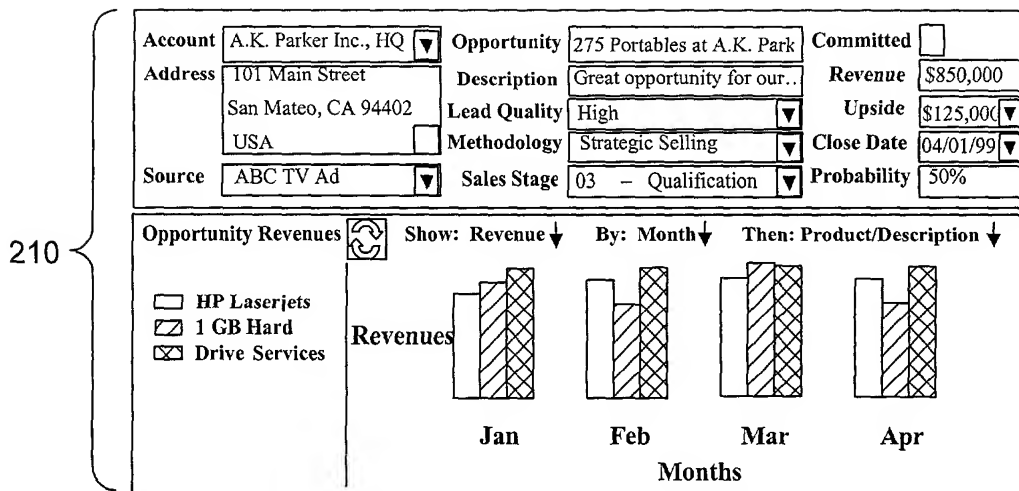 Account A.K. Parker Inc., HQ Opportunity 275 Portables at A.K. Park Committed
Address 101 Main Street Description Great opportunity for our.. Revenue $850,000
San Mateo, CA 94402 Lead Quality High Upside $125,000
USA Methodology Strategic Selling Close Date 04/01/99
Source ABC TV Ad Sales Stage 03 – Qualification Probability 50%
210
Opportunity Revenues Show: Revenue By: Month Then: Product/Description
HP Laserjets
1 GB Hard
Drive Services
Revenues
Jan Feb Mar Apr
Months